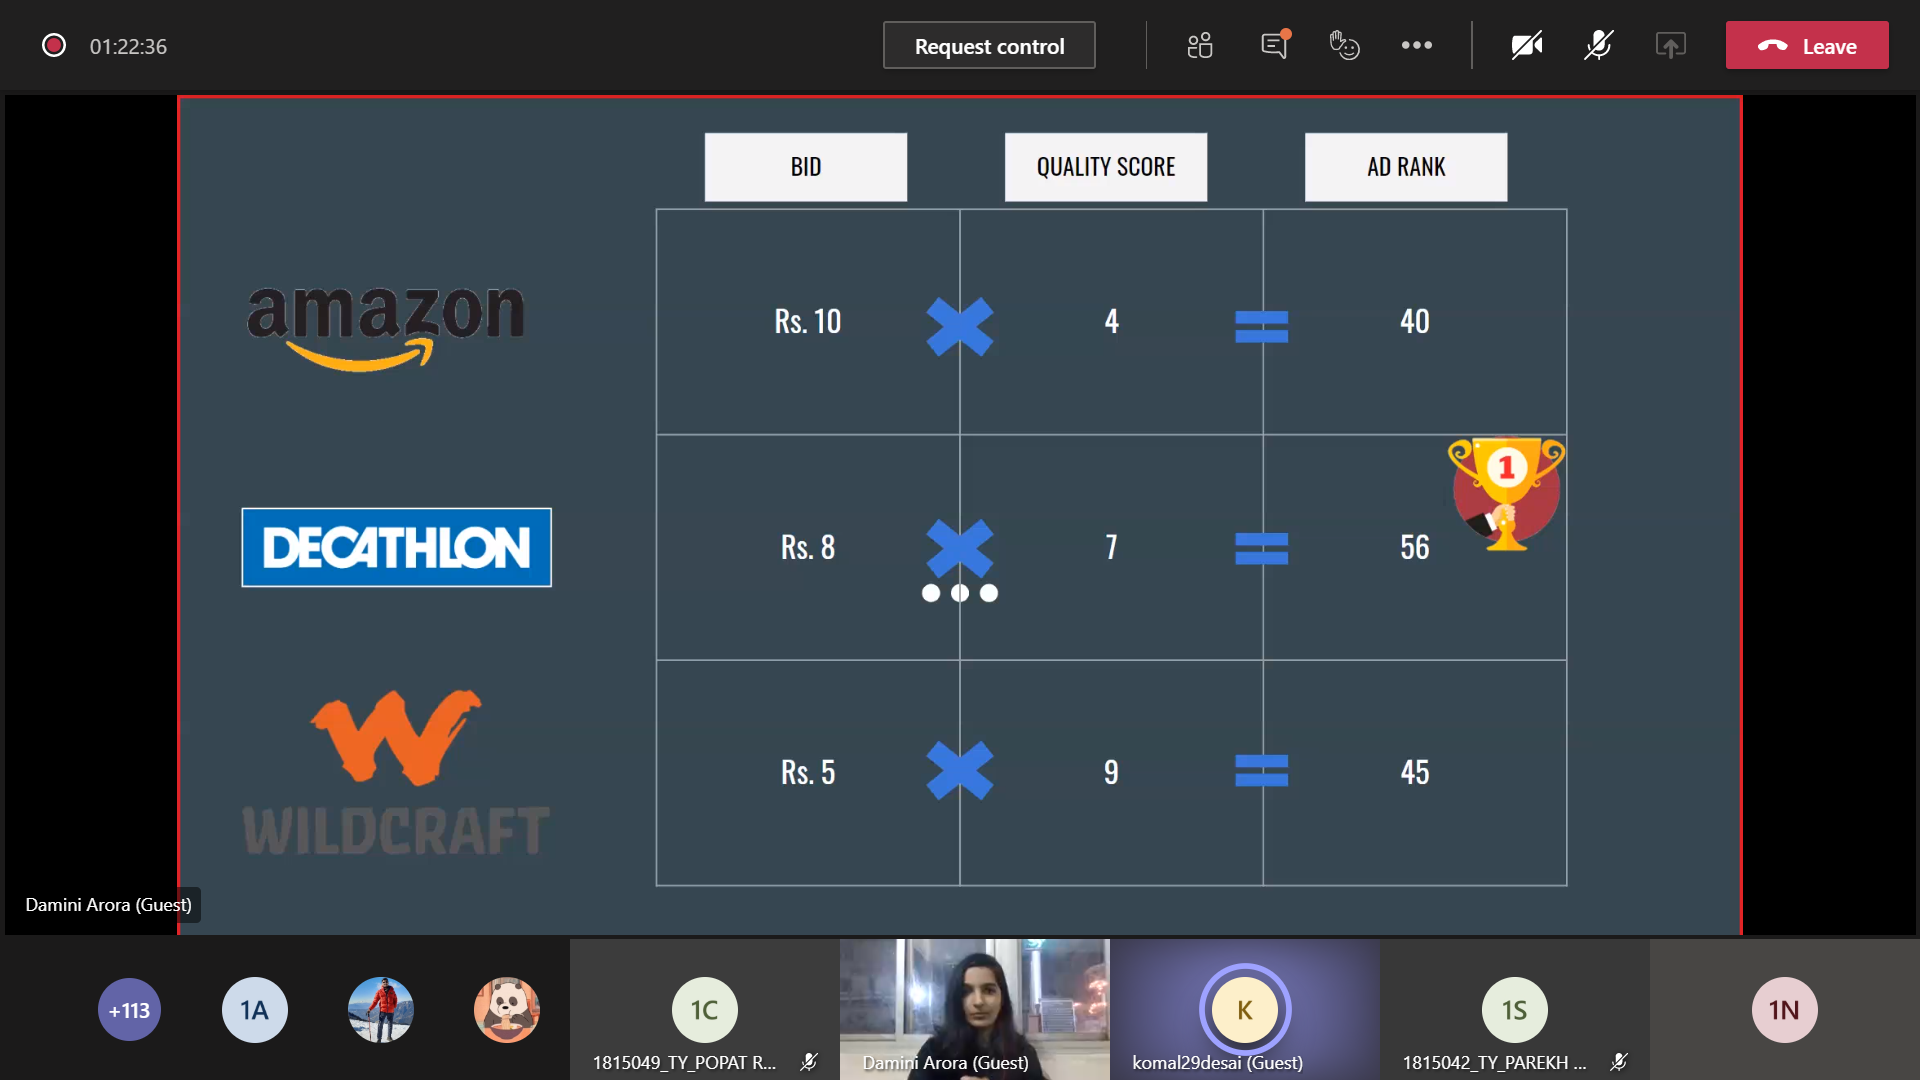 01:22:36
Request control
Leave
BID
QUALITY SCORE
AD RANK
amazon
Rs. 10
4
40
1
DECATHLON
Rs. 8
7
56
WILDCRAFT
Rs. 5
9
45
Damini Arora (Guest)
+113
1A
1C
K
1S
1N
1815049_TY_POPAT R...
Damini Arora (Guest)
komal29desai (Guest)
1815042_TY_PAREKH ...